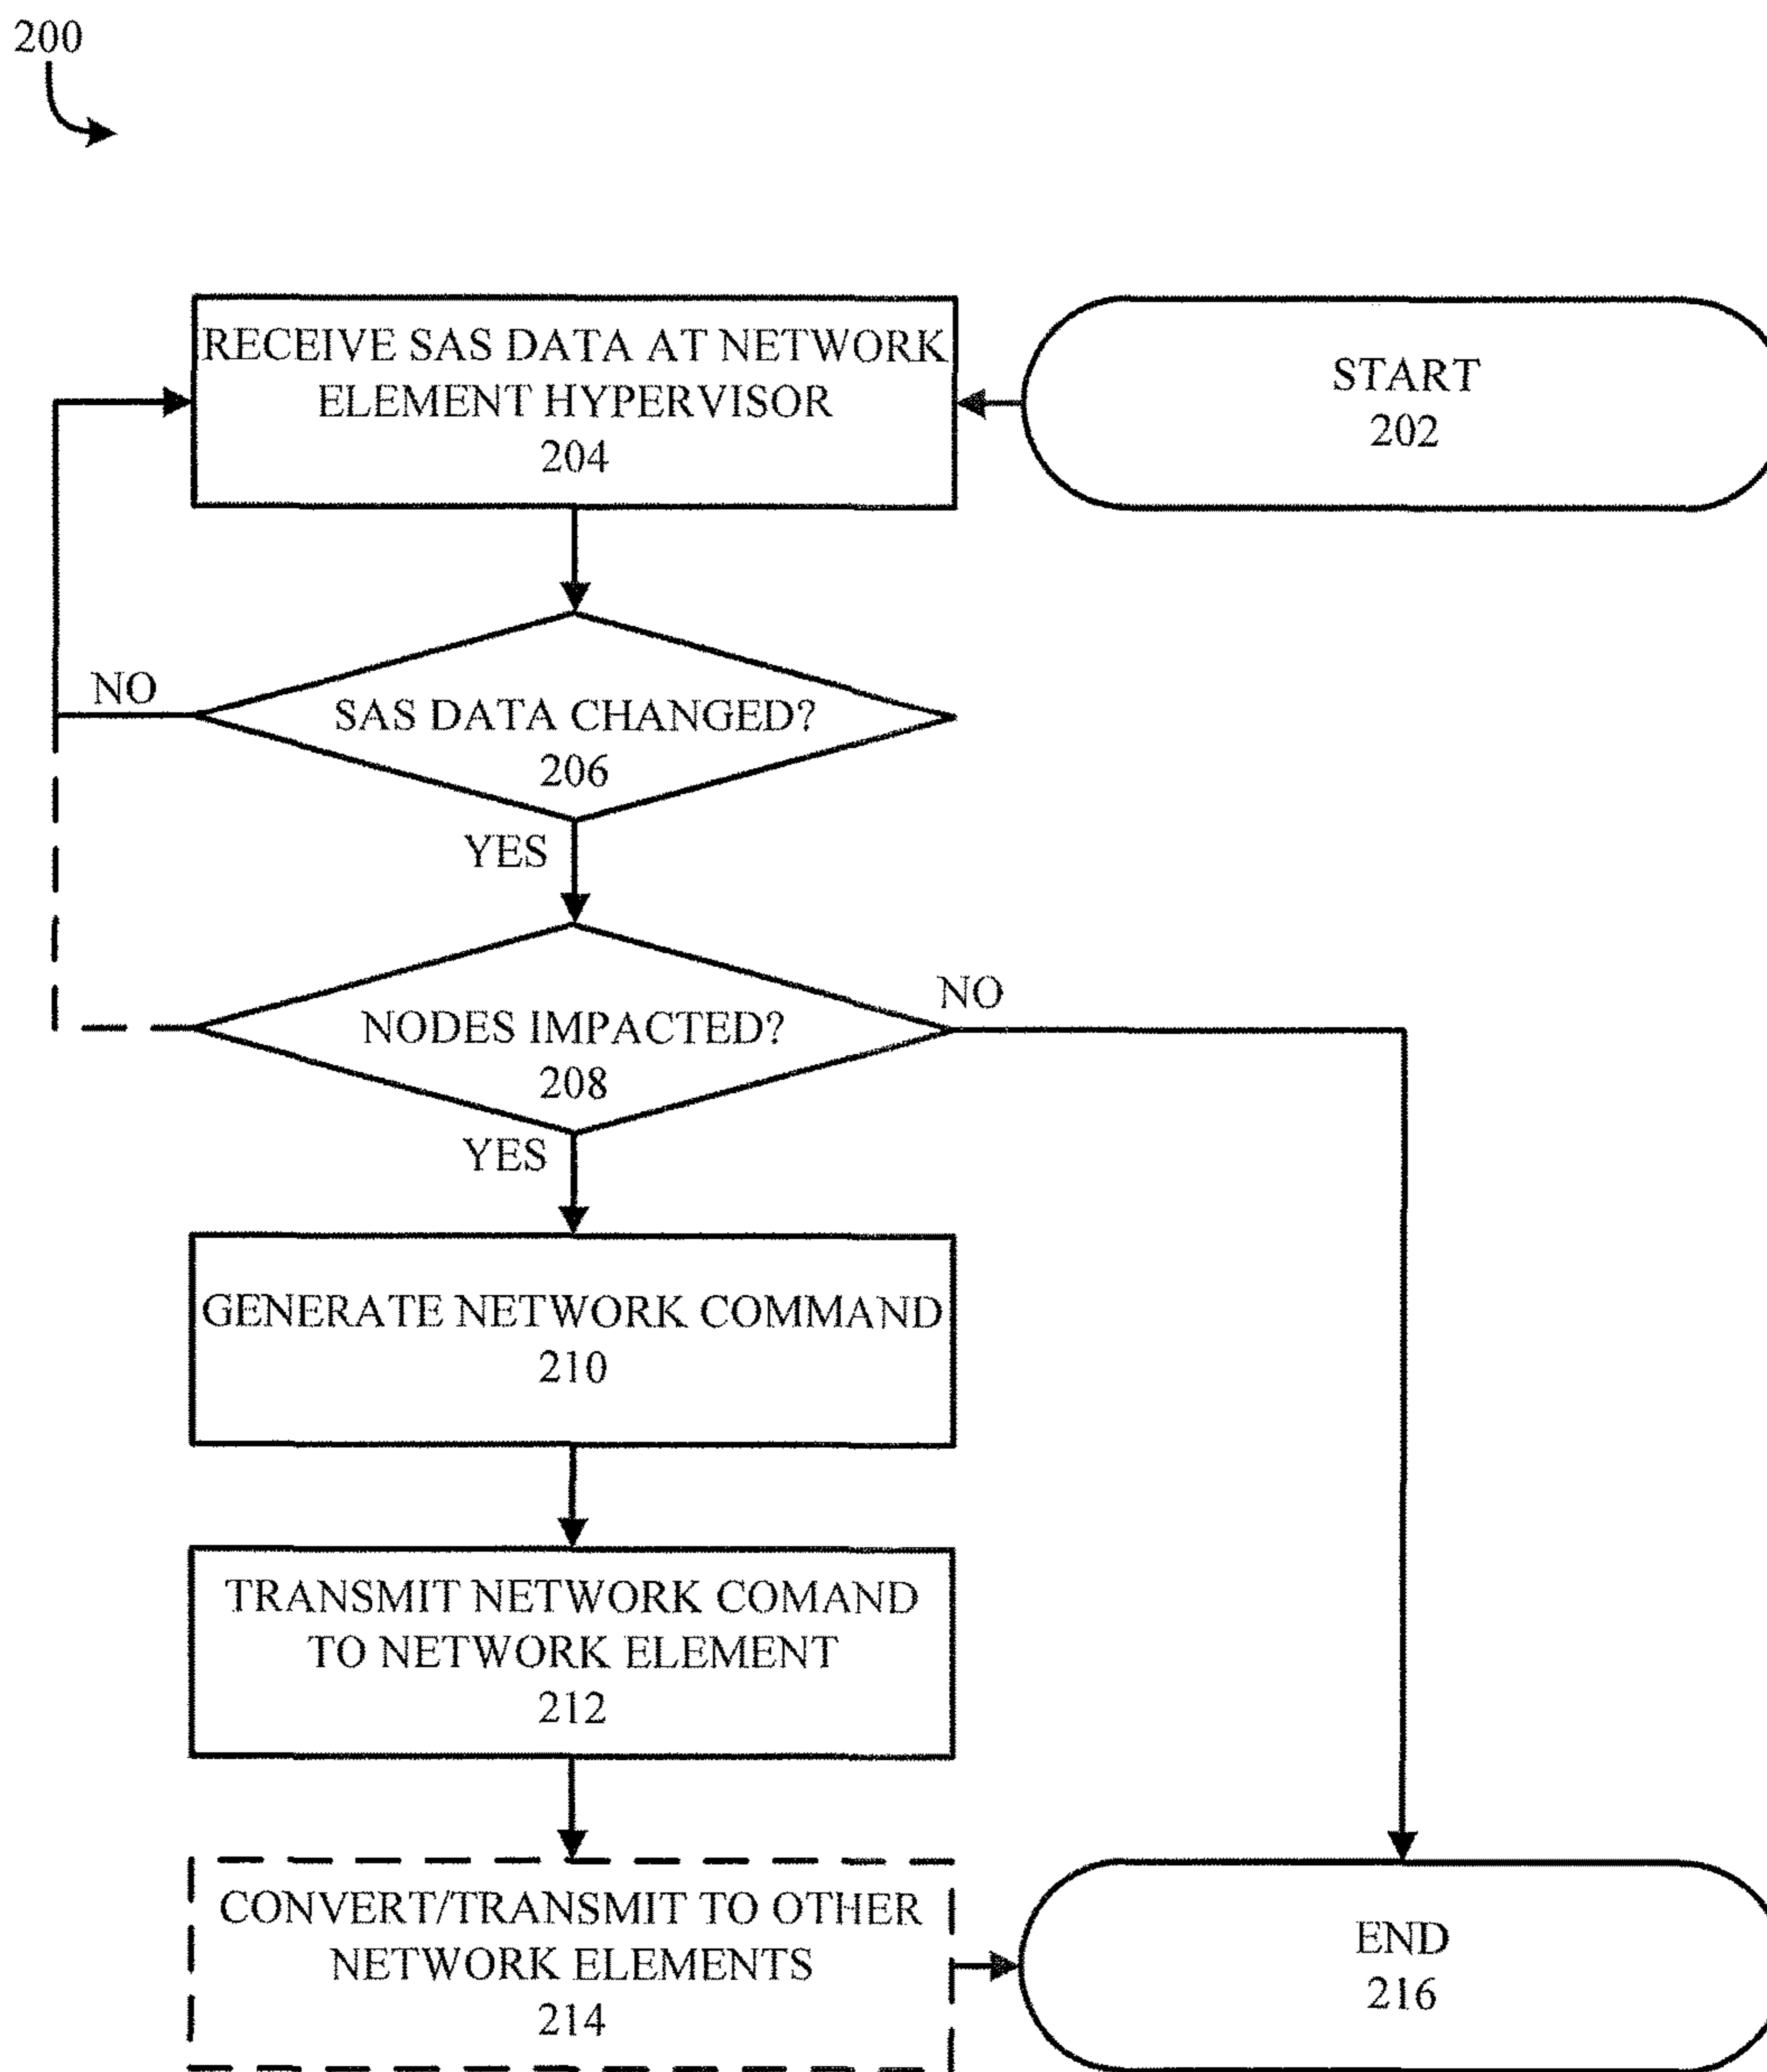 200
RECEIVE SAS DATA AT NETWORK
ELEMENT HYPERVISOR
204
START
202
SAS DATA CHANGED?
206
NO
YES
NODES IMPACTED?
208
NO
YES
GENERATE NETWORK COMMAND
210
TRANSMIT NETWORK COMAND
TO NETWORK ELEMENT
212
CONVERT/TRANSMIT TO OTHER
NETWORK ELEMENTS
214
END
216